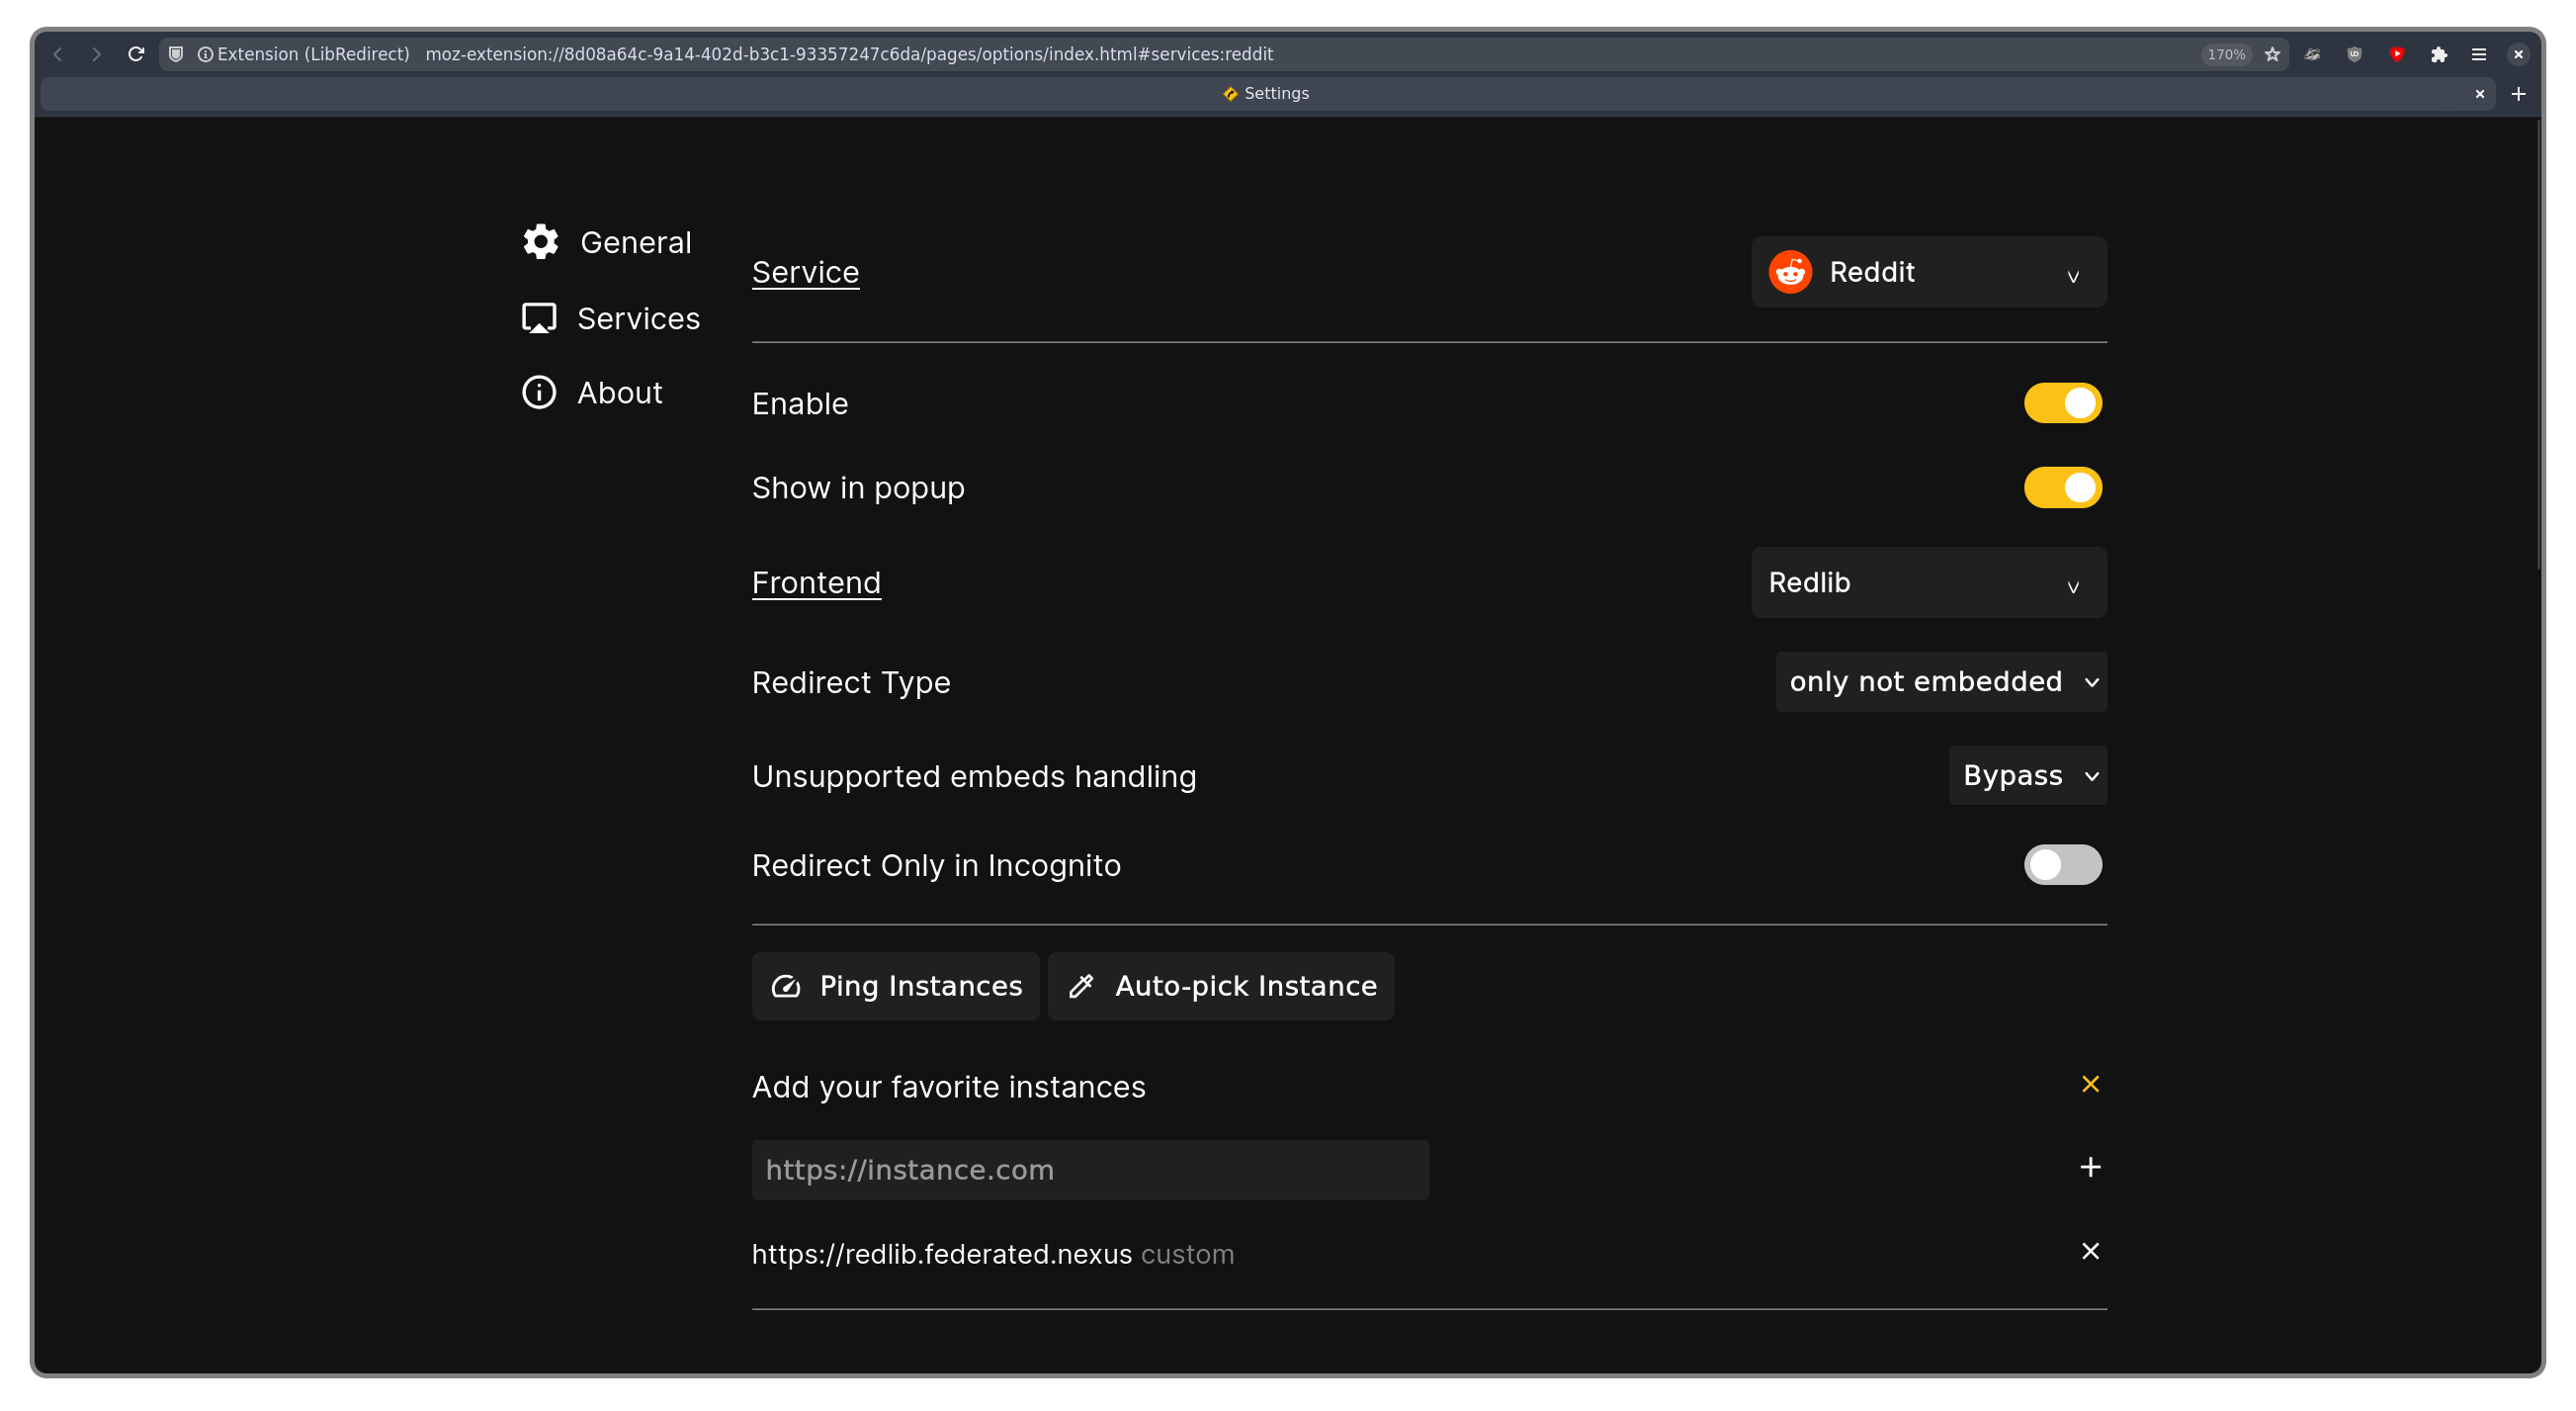 Extension (LibRedirect) moz-extension://8d08a64c-9a14-402d-b3c1-93357247c6da/pages/options/index.html#services:reddit 170%
Settings
General
Services
About
Service Reddit
Enable
Show in popup
Frontend Redlib
Redirect Type only not embedded
Unsupported embeds handling Bypass
Redirect Only in Incognito
Ping Instances Auto-pick Instance
Add your favorite instances
https://instance.com
https://redlib.federated.nexus custom